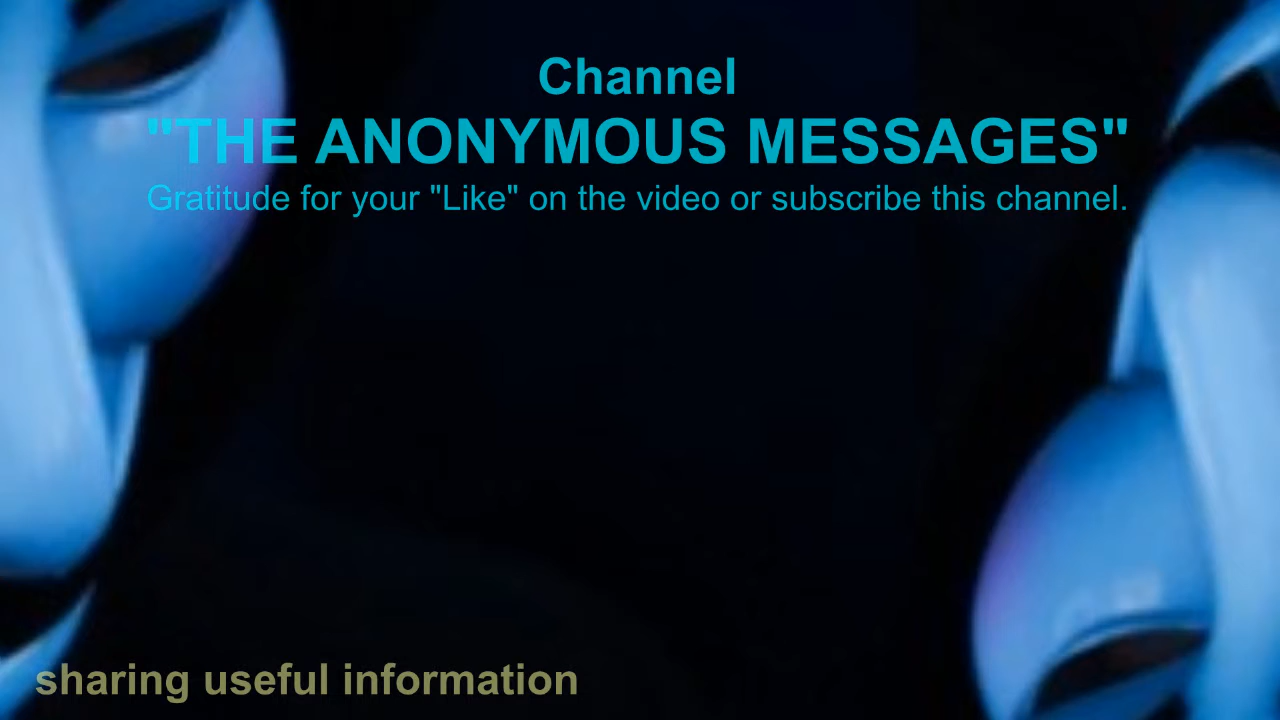 Channel
"THE ANONYMOUS MESSAGES"
Gratitude for your "Like" on the video or subscribe this channel.
sharing useful information